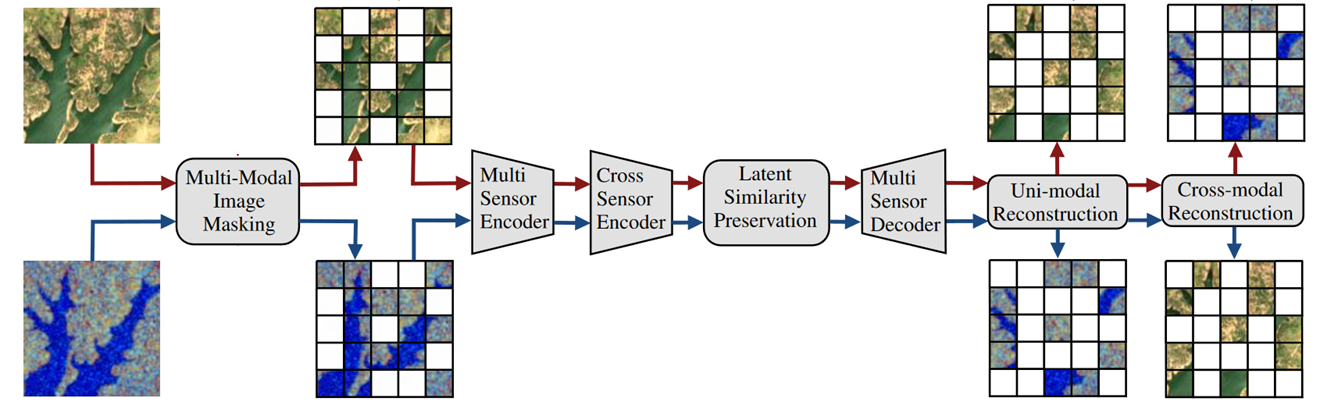 Multi-Modal
Image
Masking
Multi
Sensor
Encoder
Cross
Sensor
Encoder
Latent
Similarity
Preservation
Multi
Sensor
Decoder
Uni-modal
Reconstruction
Cross-modal
Reconstruction